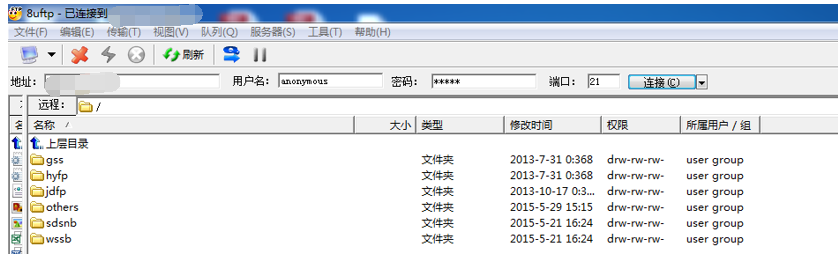 8uftp - 已连接到
文件(F) 编辑(E) 传输(T) 视图(V) 队列(Q) 服务器(S) 工具(T) 帮助(H)
刷新
地址: 用户名: anonymous 密码: ***** 端口: 21 连接(C)
远程: /
名称 / 大小 类型 修改时间 权限 所属用户 / 组
上层目录
gss 文件夹 2013-7-31 0:368 drw-rw-rw- user group
hyfp 文件夹 2013-7-31 0:368 drw-rw-rw- user group
jdfp 文件夹 2013-10-17 0:3... drw-rw-rw- user group
others 文件夹 2015-5-29 15:15 drw-rw-rw- user group
sdsnb 文件夹 2015-5-21 16:24 drw-rw-rw- user group
wssb 文件夹 2015-5-21 16:24 drw-rw-rw- user group